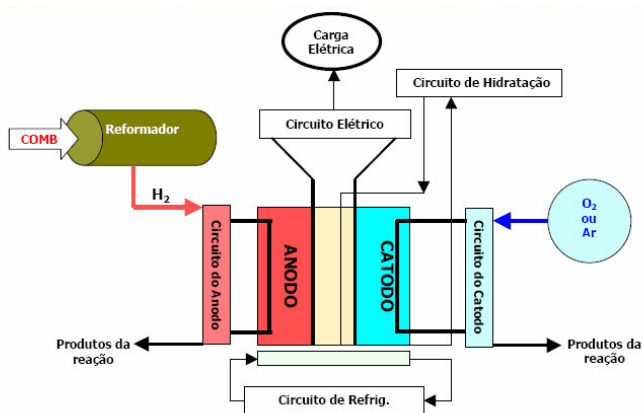 Carga
Elétrica
Circuito de Hidratação
Circuito Elétrico
Reformador
COMB
H₂
Circuito do Anodo
ANODO
CATODO
Circuito do Catodo
O₂
ou
Ar
Produtos da
reação
Produtos da
reação
Circuito de Refrig.